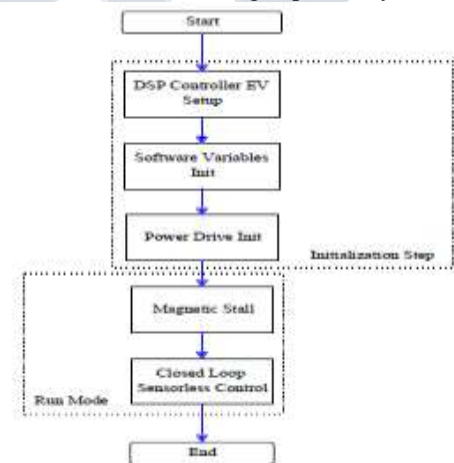 Start
DSP Controller EV
Setup
Software Variables
Init
Power Drive Init
Initialization Step
Magnetic Stall
Closed Loop
Sensorless Control
Run Mode
End